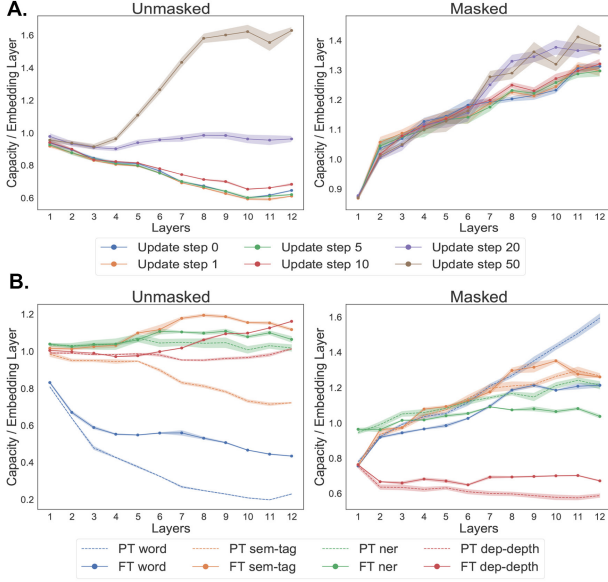 A.
Unmasked
Masked
Capacity / Embedding Layer
1.6
1.4
1.2
1.0
0.8
0.6
1 2 3 4 5 6 7 8 9 10 11 12
Layers
Capacity / Embedding Layer
1.4
1.3
1.2
1.1
1.0
0.9
1 2 3 4 5 6 7 8 9 10 11 12
Layers
Update step 0 Update step 5 Update step 20
Update step 1 Update step 10 Update step 50
B.
Unmasked
Masked
Capacity / Embedding Layer
1.2
1.0
0.8
0.6
0.4
0.2
1 2 3 4 5 6 7 8 9 10 11 12
Layers
Capacity / Embedding Layer
1.6
1.4
1.2
1.0
0.8
0.6
1 2 3 4 5 6 7 8 9 10 11 12
Layers
PT word PT sem-tag PT ner PT dep-depth
FT word FT sem-tag FT ner FT dep-depth